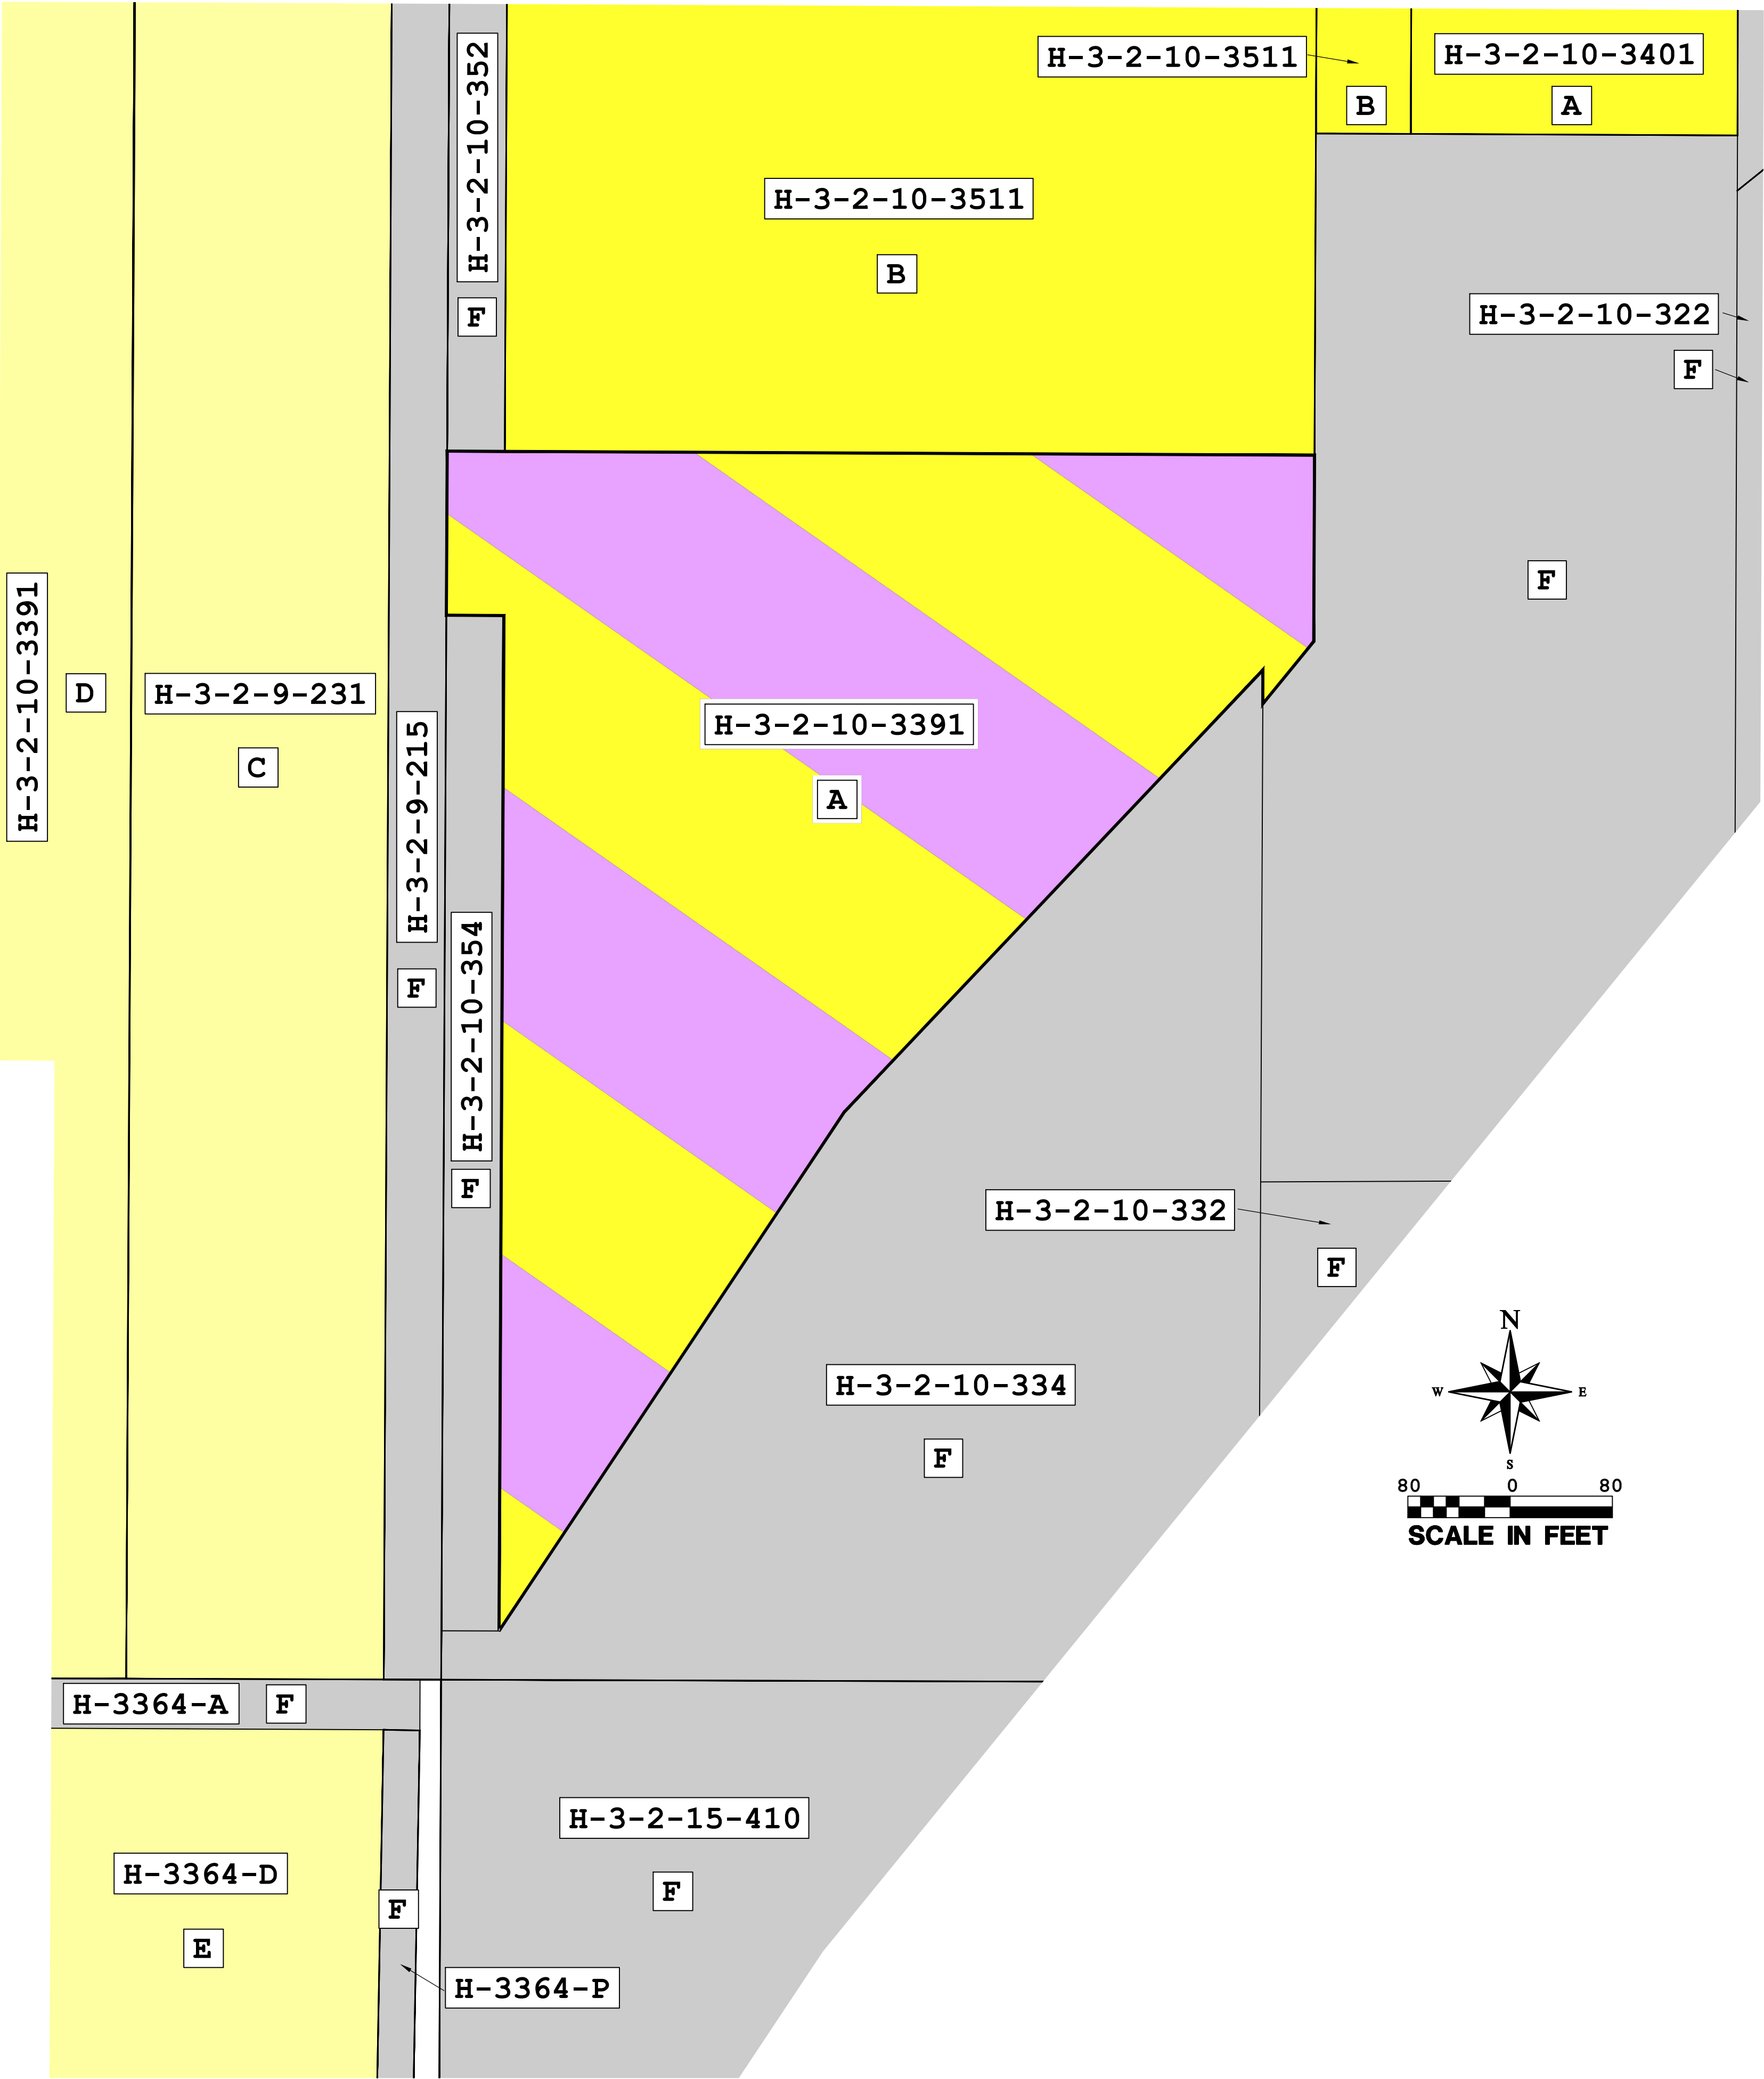 H-3-2-10-352
F
H-3-2-10-3511
B
H-3-2-10-3401
A
H-3-2-10-3511
B
H-3-2-10-322
F
F
H-3-2-10-3391
D
H-3-2-9-231
C
H-3-2-9-215
F
H-3-2-10-3391
A
H-3-2-10-354
F
H-3-2-10-332
F
H-3-2-10-334
F
N
W
E
S
80 0 80
SCALE IN FEET
H-3364-A F
H-3-2-15-410
F
H-3364-D
E
F
H-3364-P